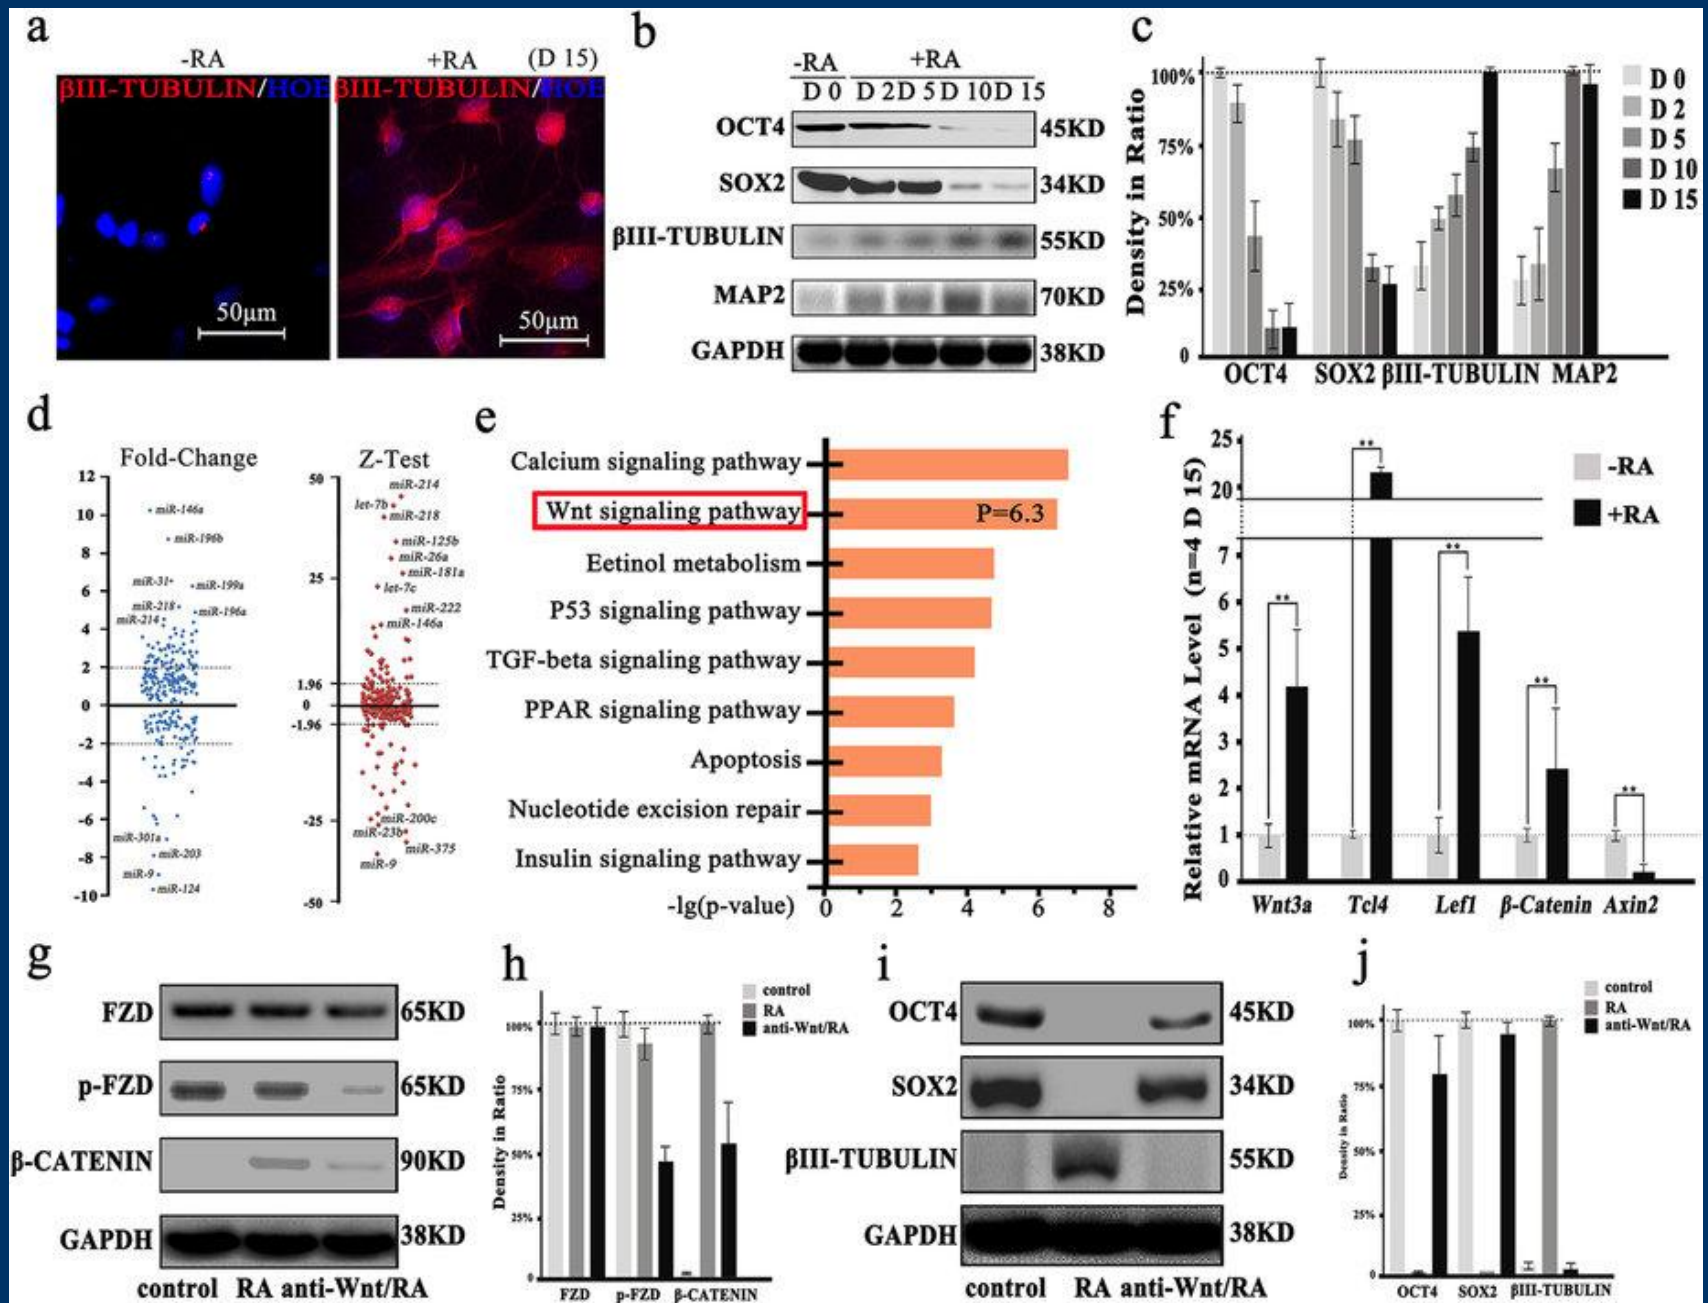 a
-RA
+RA
(D 15)
βIII-TUBULIN/HOE
βIII-TUBULIN/HOE
50μm
50μm
b
-RA
+RA
D 0 D 2 D 5 D 10 D 15
OCT4 45KD
SOX2 34KD
βIII-TUBULIN 55KD
MAP2 70KD
GAPDH 38KD
c
Density in Ratio
100%
75%
50%
25%
0
OCT4 SOX2 βIII-TUBULIN MAP2
D 0
D 2
D 5
D 10
D 15
d
Fold-Change
12
10
8
6
4
2
0
-2
-4
-6
-8
-10
miR-146a
miR-196b
miR-31
miR-199a
miR-218
miR-196a
miR-214
miR-301a
miR-203
miR-9
miR-124
Z-Test
50
25
1.96
0
-1.96
-25
-50
miR-214
let-7b
miR-218
miR-125b
miR-26a
miR-181a
let-7c
miR-222
miR-146a
miR-200c
miR-23b
miR-375
miR-9
e
Calcium signaling pathway
Wnt signaling pathway P=6.3
Eetinol metabolism
P53 signaling pathway
TGF-beta signaling pathway
PPAR signaling pathway
Apoptosis
Nucleotide excision repair
Insulin signaling pathway
-lg(p-value) 0 2 4 6 8
f
Relative mRNA Level (n=4 D 15)
25
20
7
6
5
4
3
2
1
0
**
**
**
**
**
-RA
+RA
Wnt3a Tcl4 Lef1 β-Catenin Axin2
g
FZD 65KD
p-FZD 65KD
β-CATENIN 90KD
GAPDH 38KD
control RA anti-Wnt/RA
h
control
RA
anti-Wnt/RA
Density in Ratio
100%
75%
50%
25%
0
FZD p-FZD β-CATENIN
i
OCT4 45KD
SOX2 34KD
βIII-TUBULIN 55KD
GAPDH 38KD
control RA anti-Wnt/RA
j
control
RA
anti-Wnt/RA
Density in Ratio
100%
75%
50%
25%
0
OCT4 SOX2 βIII-TUBULIN